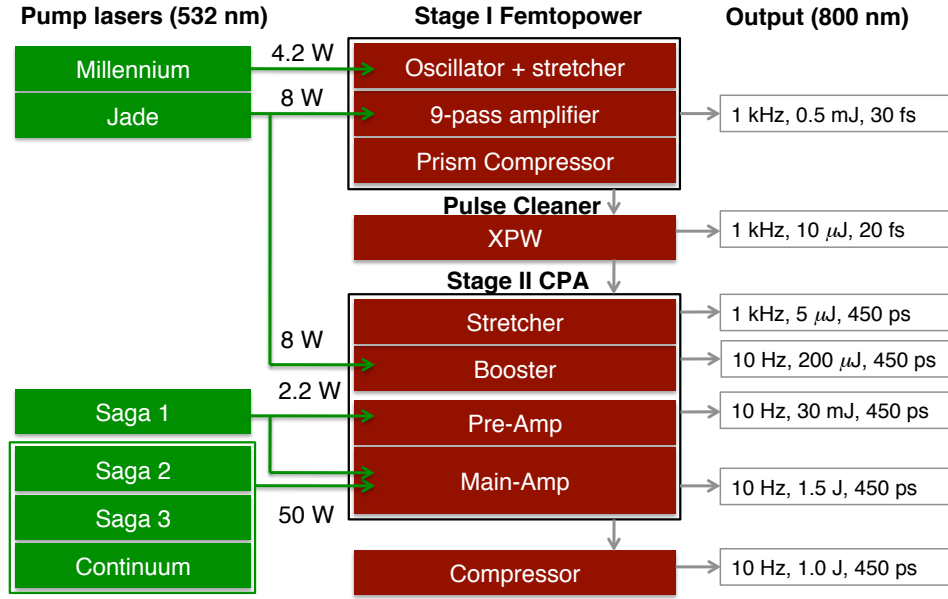 Pump lasers (532 nm)
Stage I Femtopower
Output (800 nm)
Millennium
4.2 W
Oscillator + stretcher
Jade
8 W
9-pass amplifier
1 kHz, 0.5 mJ, 30 fs
Prism Compressor
Pulse Cleaner
XPW
1 kHz, 10 μJ, 20 fs
Stage II CPA
Stretcher
1 kHz, 5 μJ, 450 ps
8 W
Booster
10 Hz, 200 μJ, 450 ps
2.2 W
Saga 1
Pre-Amp
10 Hz, 30 mJ, 450 ps
Saga 2
Main-Amp
10 Hz, 1.5 J, 450 ps
Saga 3
50 W
Continuum
Compressor
10 Hz, 1.0 J, 450 ps